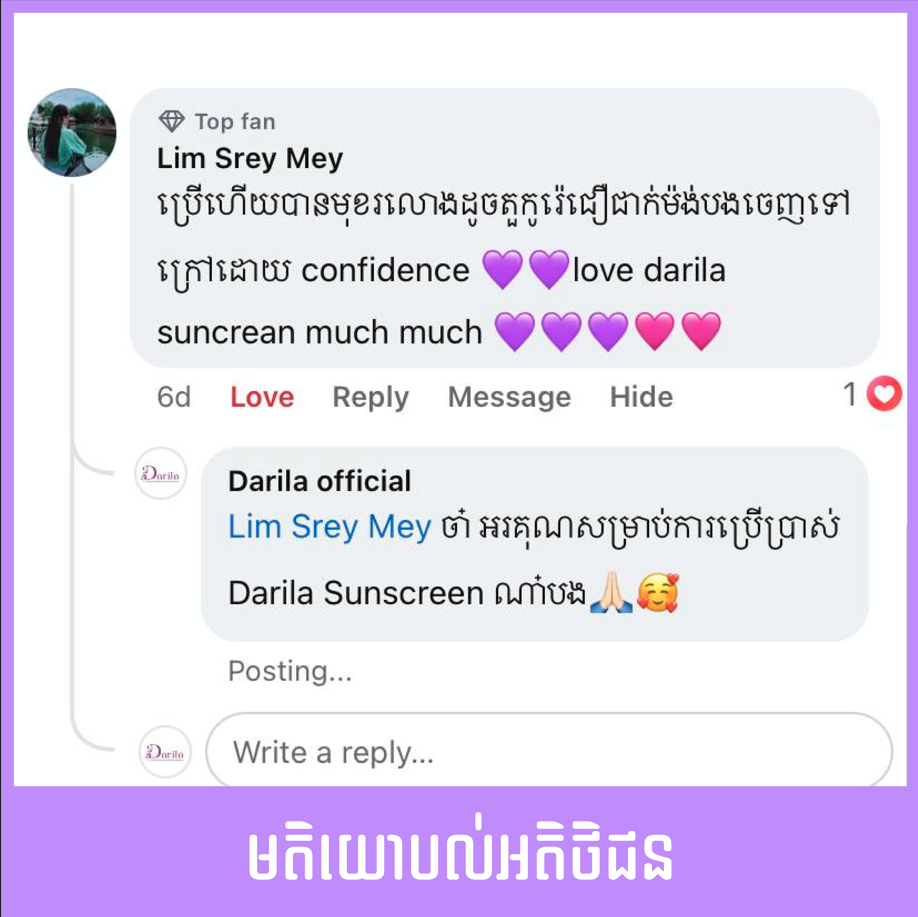 Top fan
Lim Srey Mey
ប្រើហើយបានមុខរលោងដូចតួកូរ៉េជឿជាក់ម៉ង់បងចេញទៅ
ក្រៅដោយ confidence 💜💜love darila
suncrean much much 💜💜💜💗💗
6d Love Reply Message Hide 1
Darila
Darila official
Lim Srey Mey ចា៎ អរគុណសម្រាប់ការប្រើប្រាស់
Darila Sunscreen ណា៎បង🙏🏻🥰
Posting...
Darila
Write a reply...
មតិយោបល់អតិថិជន